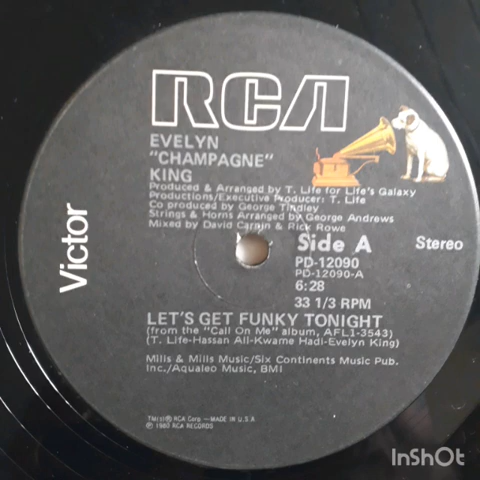 RCA
EVELYN
"CHAMPAGNE"
KING
Produced & Arranged by T. Life for Life's Galaxy
Productions/Executive Producer: T. Life
Co produced by George Tindley
Strings & Horns Arranged by George Andrews
Mixed by David Carpin & Rick Rowe
Side A
Stereo
PD-12090
PD-12090-A
6:28
33 1/3 RPM
LET'S GET FUNKY TONIGHT
(from the "Call On Me" album, AFL1-3543)
(T. Life-Hassan Ali-Kwame Hadi-Evelyn King)
Mills & Mills Music/Six Continents Music Pub.
Inc./Aqualeo Music, BMI
Victor
TM(s)® RCA Corp.—MADE IN U.S.A
℗ 1980 RCA RECORDS
InShOt